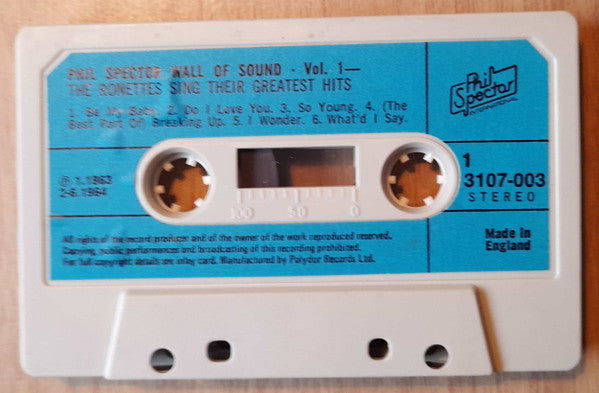 PHIL SPECTOR WALL OF SOUND - Vol. 1—
THE RONETTES SING THEIR GREATEST HITS
1. Be My Baby. 2. Do I Love You. 3. So Young. 4. (The
Best Part Of) Breaking Up. 5. I Wonder. 6. What'd I Say.
Phil
Spector
INTERNATIONAL
1
3107-003
STEREO
℗ 1.1963
2-6.1964
100 50 0
Made In
England
All rights of the record producer and of the owner of the work reproduced reserved.
Copying, public performances and broadcasting of this recording prohibited.
For full copyright details see inlay card. Manufactured by Polydor Records Ltd.